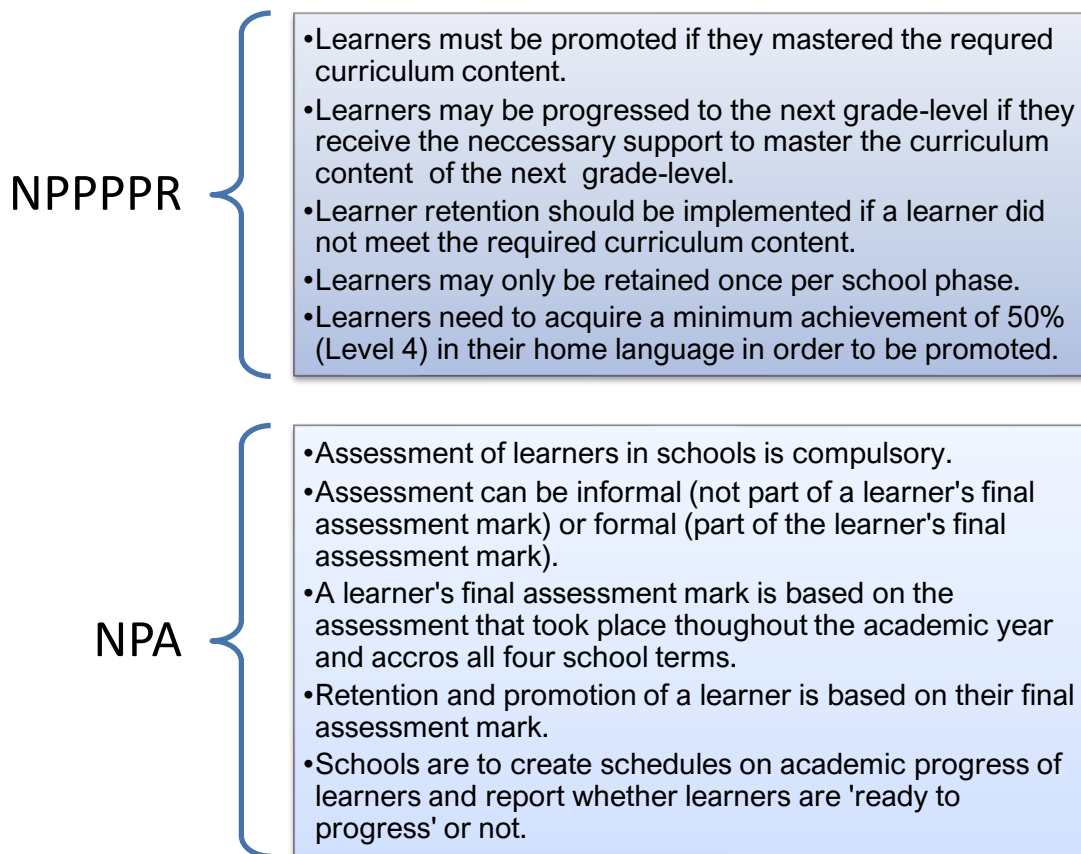 NPPPPR
•Learners must be promoted if they mastered the requred
curriculum content.
•Learners may be progressed to the next grade-level if they
receive the neccessary support to master the curriculum
content of the next grade-level.
•Learner retention should be implemented if a learner did
not meet the required curriculum content.
•Learners may only be retained once per school phase.
•Learners need to acquire a minimum achievement of 50%
(Level 4) in their home language in order to be promoted.
NPA
•Assessment of learners in schools is compulsory.
•Assessment can be informal (not part of a learner's final
assessment mark) or formal (part of the learner's final
assessment mark).
•A learner's final assessment mark is based on the
assessment that took place thoughout the academic year
and accros all four school terms.
•Retention and promotion of a learner is based on their final
assessment mark.
•Schools are to create schedules on academic progress of
learners and report whether learners are 'ready to
progress' or not.